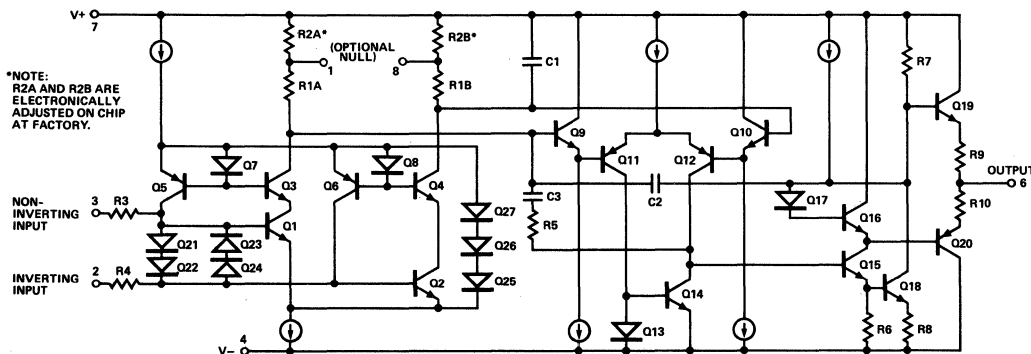 V+
7
R2A*
(OPTIONAL
NULL)
1
8
R2B*
R1A
R1B
C1
R7
*NOTE:
R2A AND R2B ARE
ELECTRONICALLY
ADJUSTED ON CHIP
AT FACTORY.
Q19
Q9
Q10
Q7
Q8
Q11
Q12
R9
Q5
Q3
Q6
Q4
OUTPUT
6
C2
Q17
NON-
INVERTING
INPUT
3
R3
C3
Q16
R10
Q27
Q1
R5
Q21
Q23
Q20
Q26
Q22
Q24
Q15
INVERTING
INPUT
2
R4
Q25
Q2
Q14
Q18
Q13
R6
R8
V−
4